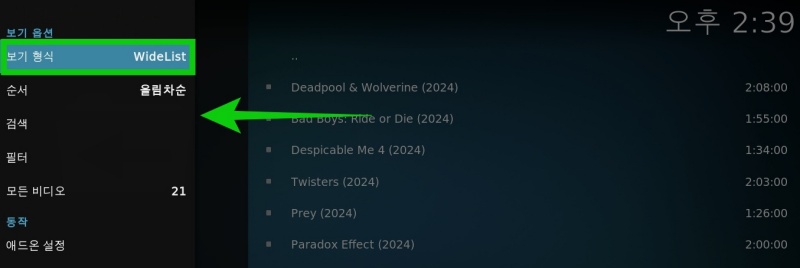 오후 2:39
보기 옵션
보기 형식 WideList
순서 올림차순
검색
필터
모든 비디오 21
동작
애드온 설정
..
Deadpool & Wolverine (2024) 2:08:00
Bad Boys: Ride or Die (2024) 1:55:00
Despicable Me 4 (2024) 1:34:00
Twisters (2024) 2:03:00
Prey (2024) 1:26:00
Paradox Effect (2024) 2:00:00